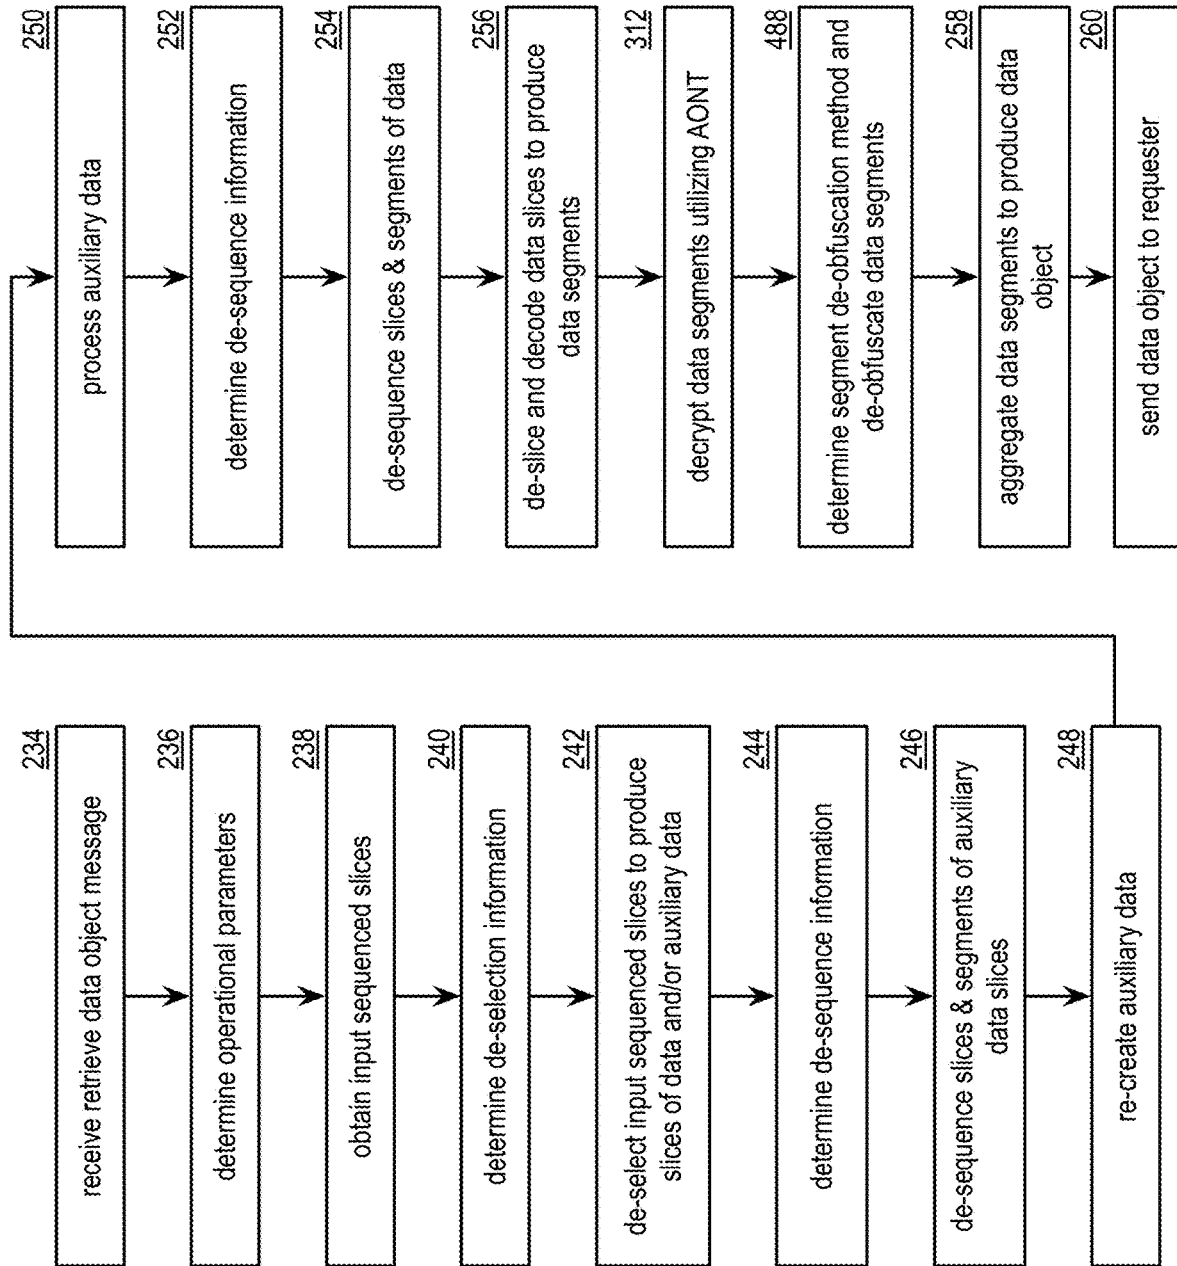 234
receive retrieve data object message
236
determine operational parameters
238
obtain input sequenced slices
240
determine de-selection information
242
de-select input sequenced slices to produce
slices of data and/or auxiliary data
244
determine de-sequence information
246
de-sequence slices & segments of auxiliary
data slices
248
re-create auxiliary data
250
process auxiliary data
252
determine de-sequence information
254
de-sequence slices & segments of data
256
de-slice and decode data slices to produce
data segments
312
decrypt data segments utilizing AONT
488
determine segment de-obfuscation method and
de-obfuscate data segments
258
aggregate data segments to produce data
object
260
send data object to requester